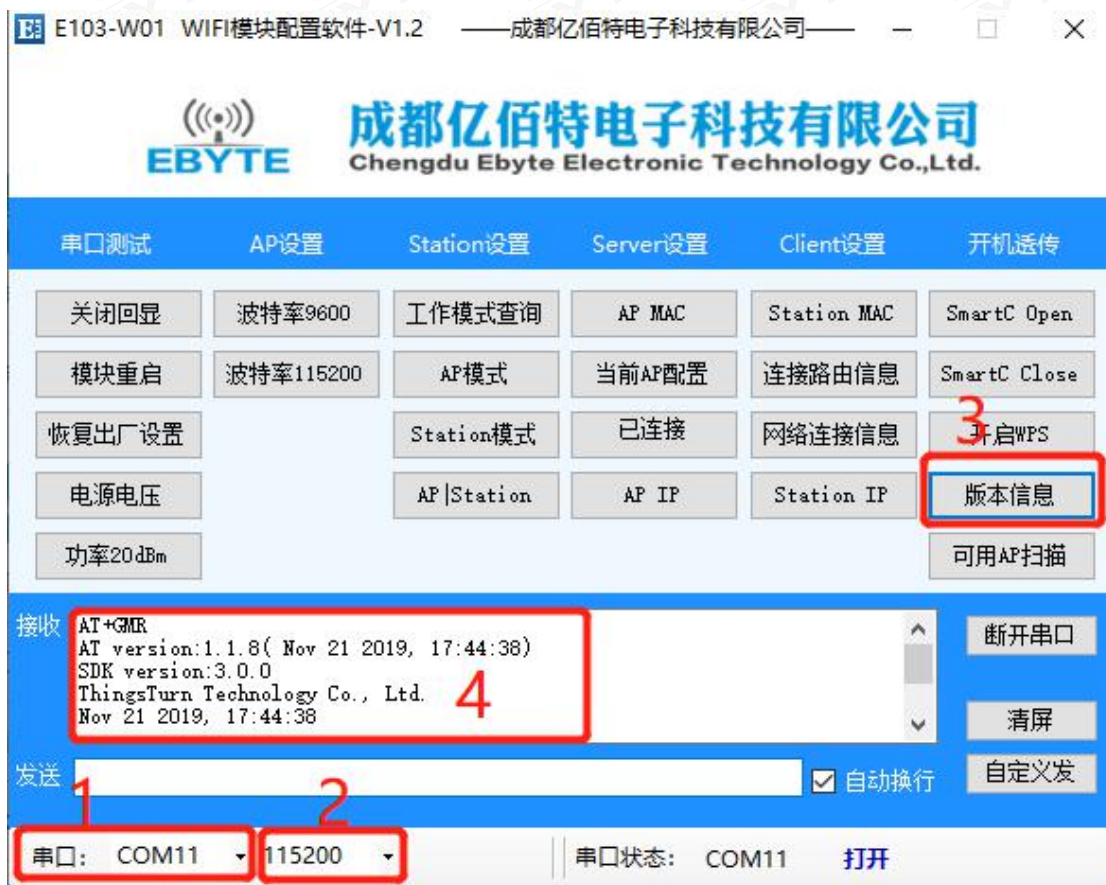 E103-W01 WIFI模块配置软件-V1.2 ——成都亿佰特电子科技有限公司——
EBYTE
成都亿佰特电子科技有限公司
Chengdu Ebyte Electronic Technology Co.,Ltd.
串口测试 AP设置 Station设置 Server设置 Client设置 开机透传
关闭回显 波特率9600 工作模式查询 AP MAC Station MAC SmartC Open
模块重启 波特率115200 AP模式 当前AP配置 连接路由信息 SmartC Close
恢复出厂设置 Station模式 已连接 网络连接信息 开启WPS
3
电源电压 AP|Station AP IP Station IP 版本信息
功率20dBm 可用AP扫描
接收
AT+GMR
AT version:1.1.8( Nov 21 2019, 17:44:38)
SDK version:3.0.0
ThingsTurn Technology Co., Ltd.
Nov 21 2019, 17:44:38
4
断开串口
清屏
发送 自动换行 自定义发
1 2
串口： COM11 115200 串口状态： COM11 打开